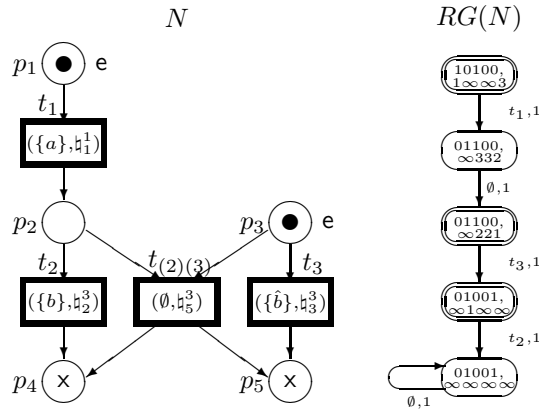 N
p₁
e
t₁
({a},♮¹₁)
p₂
p₃
e
t₂
t₍₂₎₍₃₎
t₃
({b},♮³₂)
(∅,♮³₅)
({b̂},♮³₃)
p₄
x
p₅
x
RG(N)
10100,
1∞∞3
t₁,1
01100,
∞332
∅,1
01100,
∞221
t₃,1
01001,
∞1∞∞
t₂,1
01001,
∞∞∞∞
∅,1